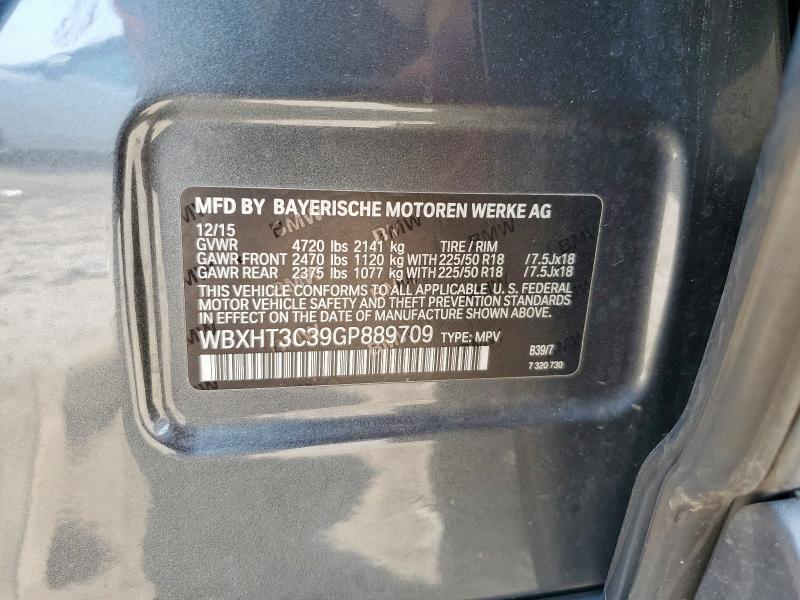 MFD BY BAYERISCHE MOTOREN WERKE AG
12/15
GVWR 4720 lbs 2141 kg TIRE / RIM
GAWR FRONT 2470 lbs 1120 kg WITH 225/50 R18 /7.5Jx18
GAWR REAR 2375 lbs 1077 kg WITH 225/50 R18 /7.5Jx18
THIS VEHICLE CONFORMS TO ALL APPLICABLE U. S. FEDERAL
MOTOR VEHICLE SAFETY AND THEFT PREVENTION STANDARDS
IN EFFECT ON THE DATE OF MANUFACTURE SHOWN ABOVE.
WBXHT3C39GP889709 TYPE: MPV
B39/7
7 320 730